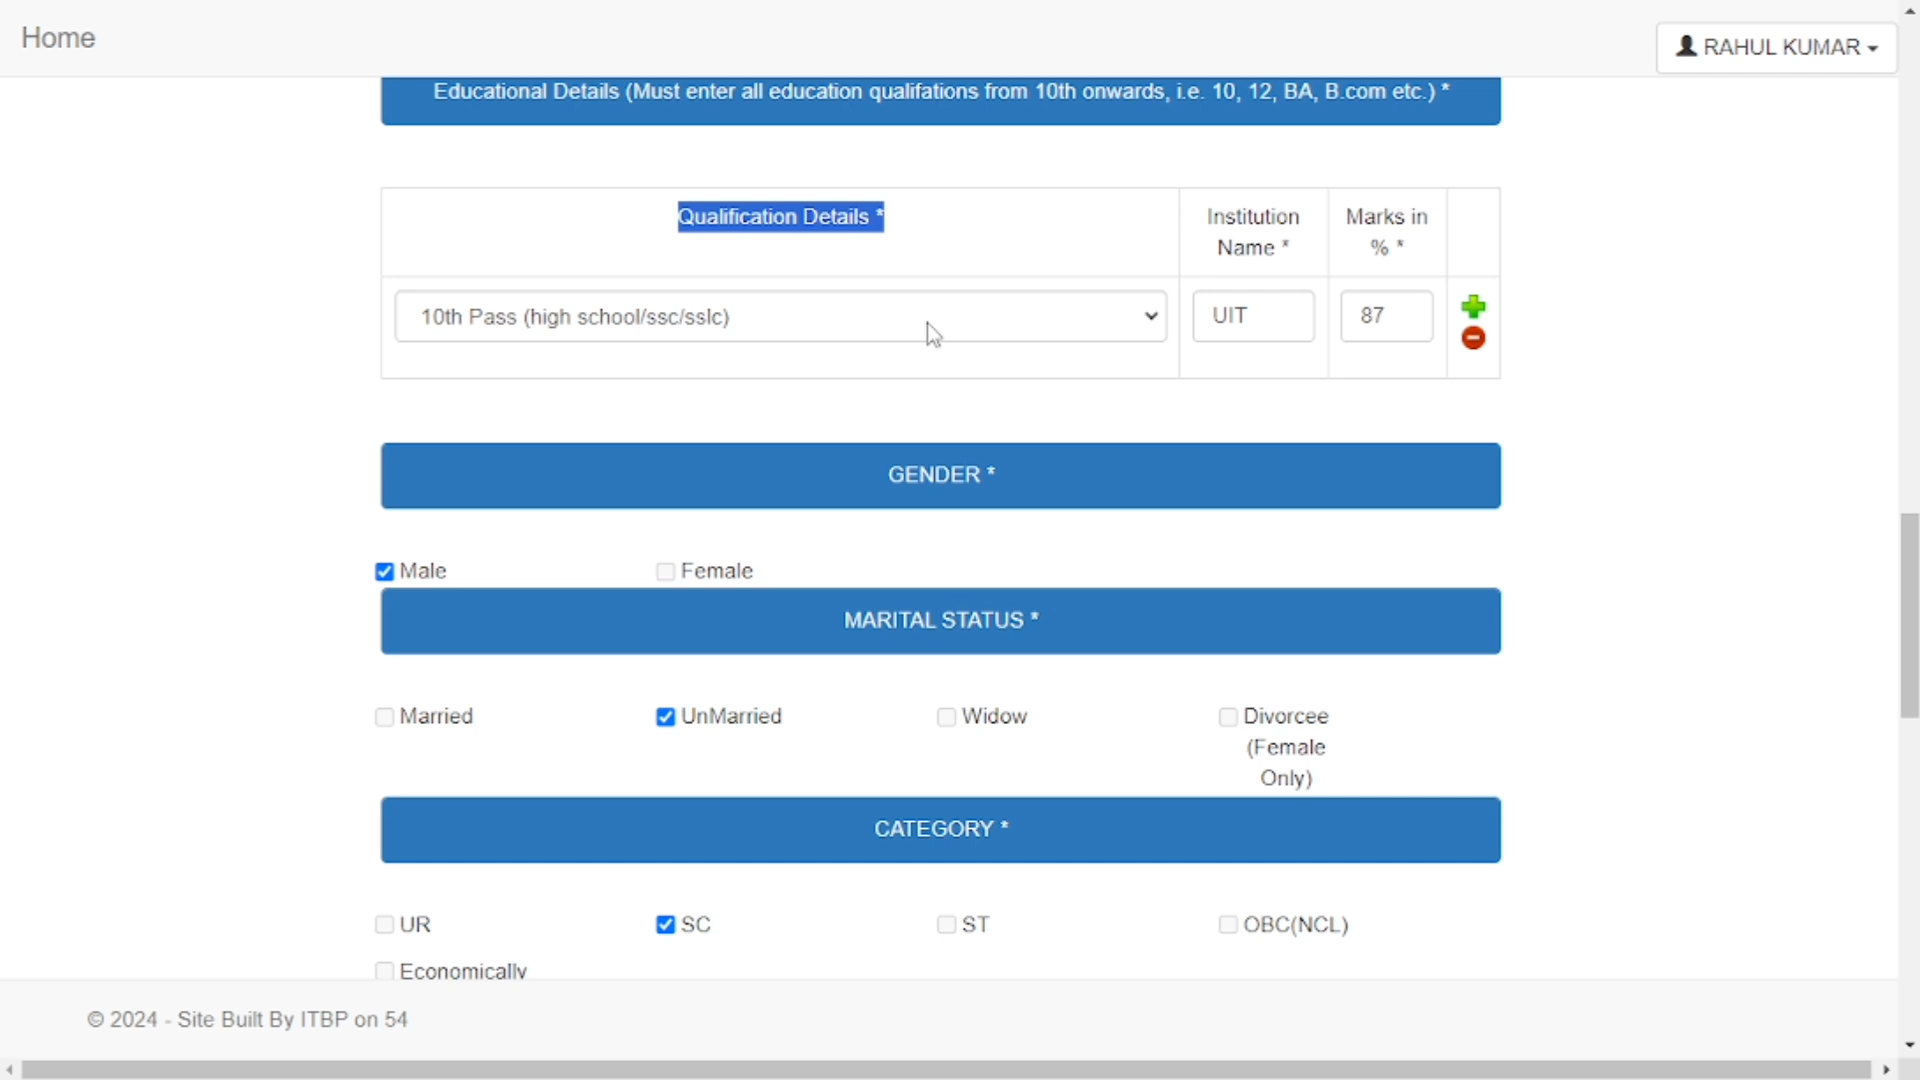 Home
RAHUL KUMAR
Educational Details (Must enter all education qualifations from 10th onwards, i.e. 10, 12, BA, B.com etc.) *
Qualification Details *
Institution
Name *
Marks in
% *
10th Pass (high school/ssc/sslc)
UIT
87
GENDER *
Male
Female
MARITAL STATUS *
Married
UnMarried
Widow
Divorcee
(Female
Only)
CATEGORY *
UR
SC
ST
OBC(NCL)
Economically
© 2024 - Site Built By ITBP on 54